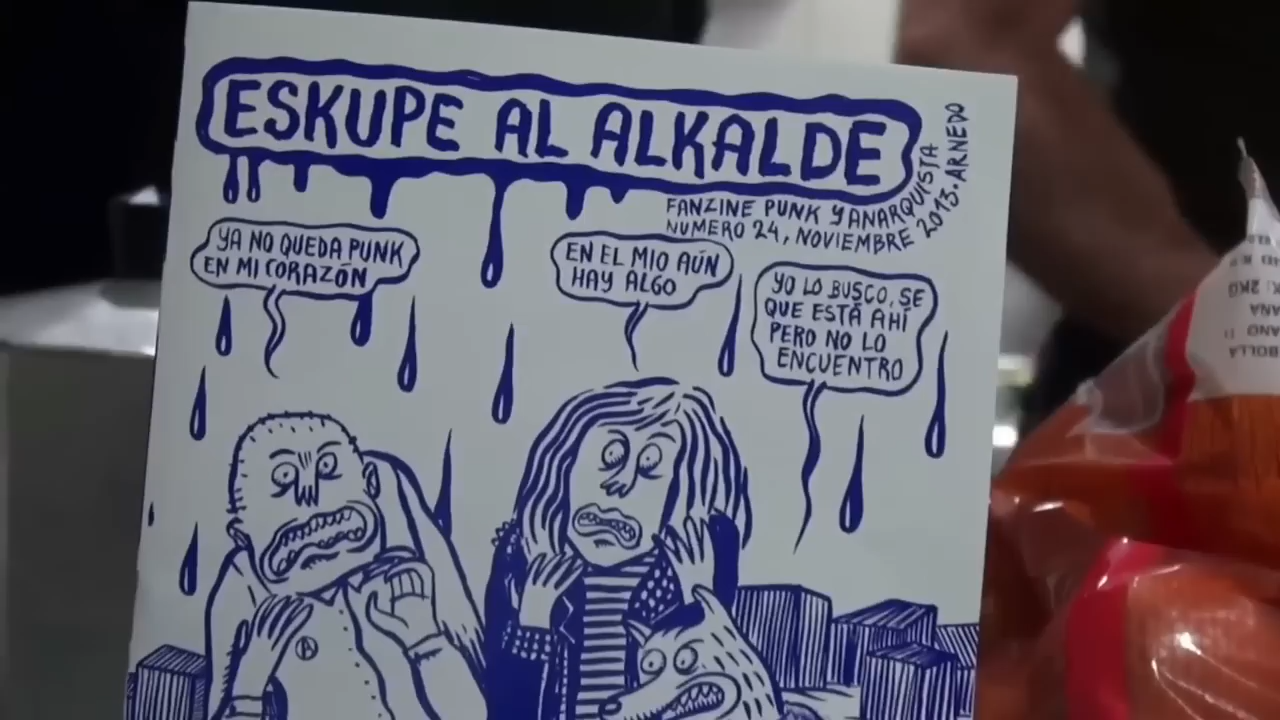 ESKUPE AL ALKALDE
FANZINE PUNK Y ANARQUISTA
NUMERO 24, NOVIEMBRE 2013. ARNEDO
YA NO QUEDA PUNK
EN MI CORAZÓN
EN EL MIO AÚN
HAY ALGO
YO LO BUSCO, SE
QUE ESTÁ AHÍ
PERO NO LO
ENCUENTRO
A
2KG